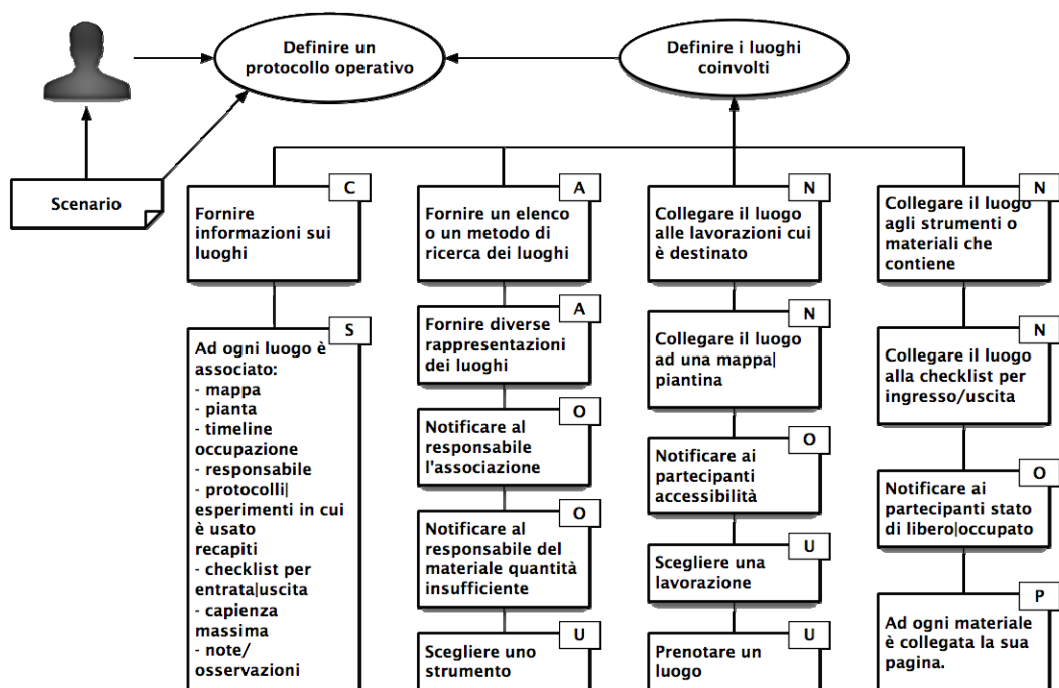 Definire un
protocollo operativo
Definire i luoghi
coinvolti
Scenario
C
Fornire
informazioni sui
luoghi
S
Ad ogni luogo è
associato:
- mappa
- pianta
- timeline
occupazione
- responsabile
- protocolli|
esperimenti in cui
è usato
recapiti
- checklist per
entrata|uscita
- capienza
massima
- note/
osservazioni
A
Fornire un elenco
o un metodo di
ricerca dei luoghi
A
Fornire diverse
rappresentazioni
dei luoghi
O
Notificare al
responsabile
l'associazione
O
Notificare al
responsabile del
materiale quantità
insufficiente
U
Scegliere uno
strumento
N
Collegare il luogo
alle lavorazioni cui
è destinato
N
Collegare il luogo
ad una mappa|
piantina
O
Notificare ai
partecipanti
accessibilità
U
Scegliere una
lavorazione
U
Prenotare un
luogo
N
Collegare il luogo
agli strumenti o
materiali che
contiene
N
Collegare il luogo
alla checklist per
ingresso/uscita
O
Notificare ai
partecipanti stato
di libero|occupato
P
Ad ogni materiale
è collegata la sua
pagina.